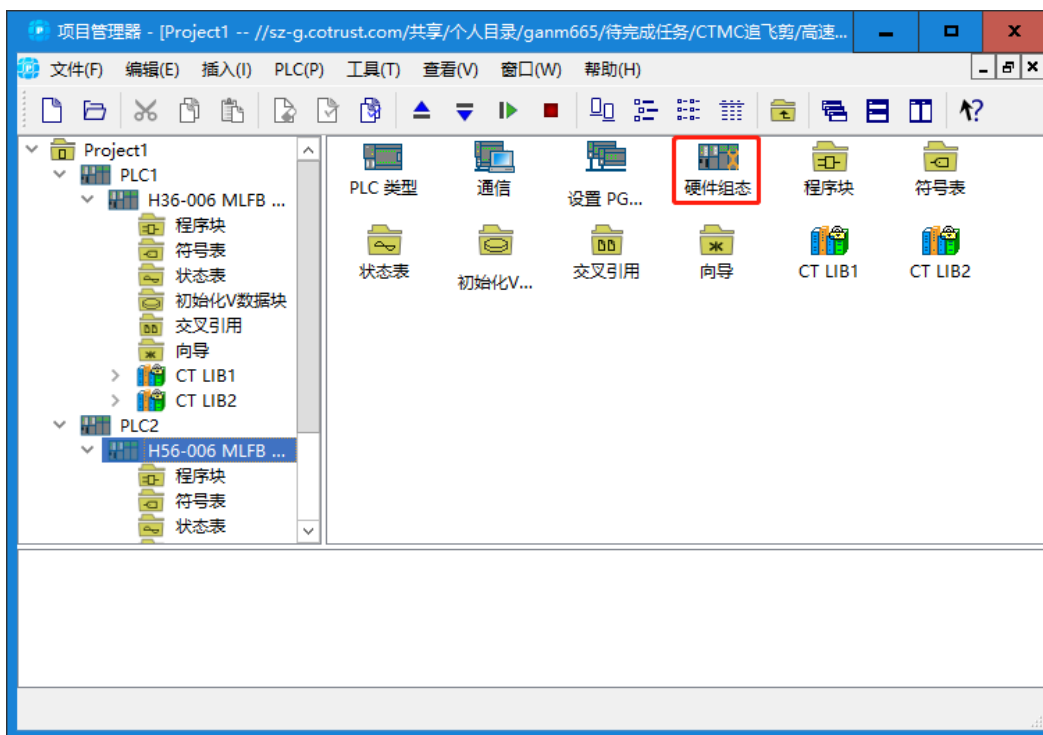 项目管理器 - [Project1 -- //sz-g.cotrust.com/共享/个人目录/ganm665/待完成任务/CTMC追飞剪/高速...
文件(F) 编辑(E) 插入(I) PLC(P) 工具(T) 查看(V) 窗口(W) 帮助(H)
Project1
PLC1
H36-006 MLFB ...
程序块
符号表
状态表
初始化V数据块
交叉引用
向导
CT LIB1
CT LIB2
PLC2
H56-006 MLFB ...
程序块
符号表
状态表
PLC 类型 通信 设置 PG... 硬件组态 程序块 符号表
状态表 初始化V... 交叉引用 向导 CT LIB1 CT LIB2